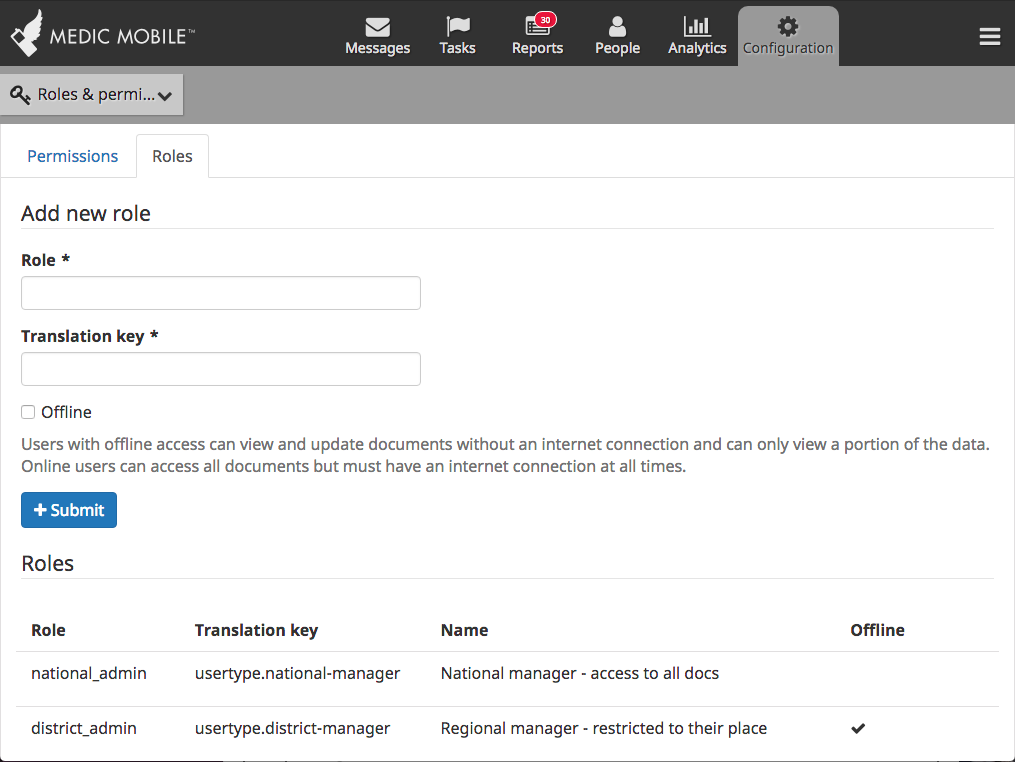 MEDIC MOBILE™
Messages
Tasks
30
Reports
People
Analytics
Configuration
Roles & permi...
Permissions
Roles
Add new role
Role *
Translation key *
Offline
Users with offline access can view and update documents without an internet connection and can only view a portion of the data.
Online users can access all documents but must have an internet connection at all times.
Submit
Roles
Role Translation key Name Offline
national_admin usertype.national-manager National manager - access to all docs
district_admin usertype.district-manager Regional manager - restricted to their place